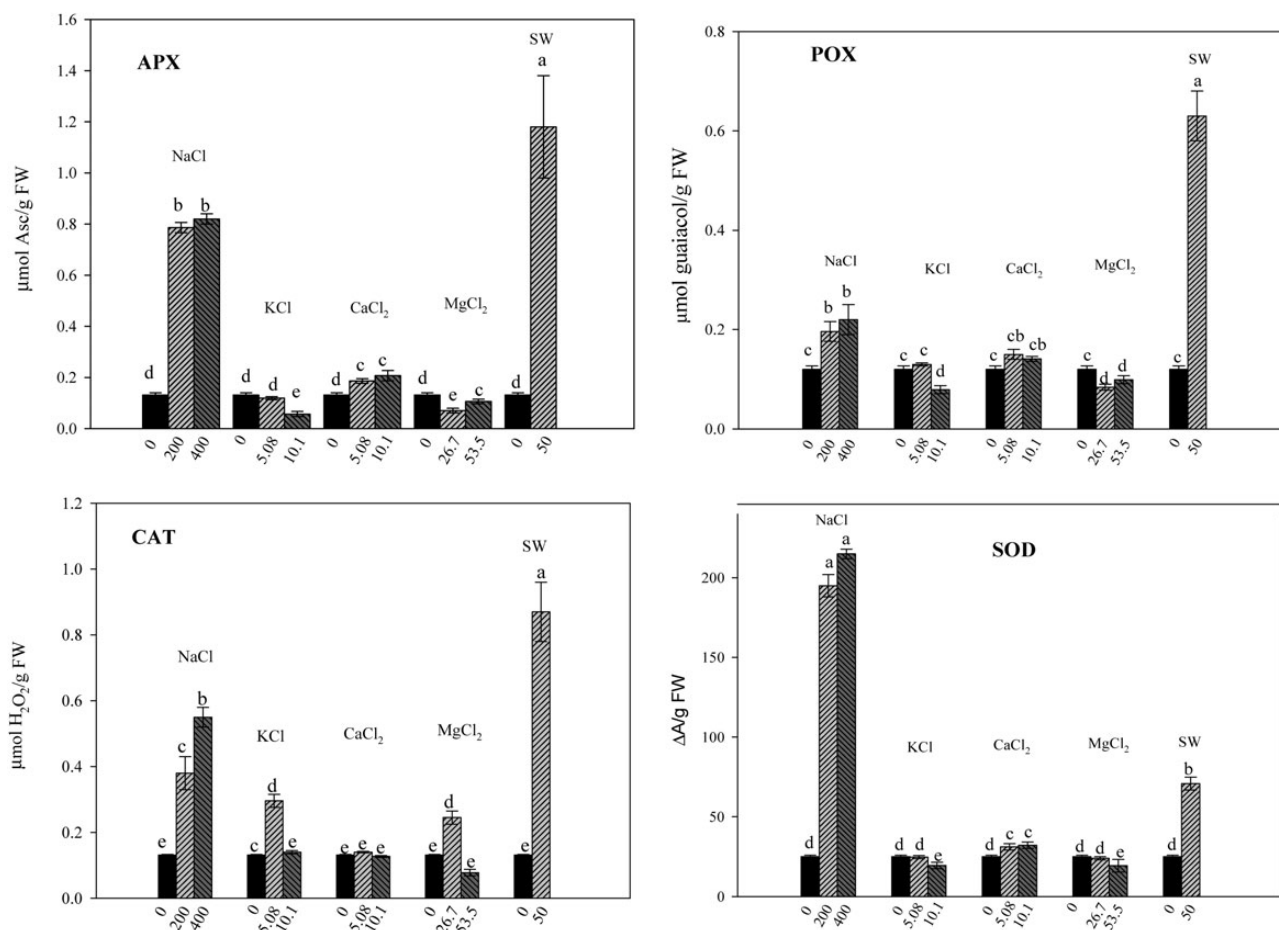 APX
μmol Asc/g FW
1.6
1.4
1.2
1.0
0.8
0.6
0.4
0.2
0.0
NaCl
KCl
CaCl₂
MgCl₂
SW
d b b d d e d c c d e c d a
0 200 400 0 5.08 10.1 0 5.08 10.1 0 26.7 53.5 0 50
POX
μmol guaiacol/g FW
0.8
0.6
0.4
0.2
0.0
NaCl
KCl
CaCl₂
MgCl₂
SW
c b b c c d c cb cb c d d c a
0 200 400 0 5.08 10.1 0 5.08 10.1 0 26.7 53.5 0 50
CAT
μmol H₂O₂/g FW
1.2
1.0
0.8
0.6
0.4
0.2
0.0
NaCl
KCl
CaCl₂
MgCl₂
SW
e c b c d e e e e e d e e a
0 200 400 0 5.08 10.1 0 5.08 10.1 0 26.7 53.5 0 50
SOD
ΔA/g FW
200
150
100
50
0
NaCl
KCl
CaCl₂
MgCl₂
SW
d a a d d e d c c d d e d b
0 200 400 0 5.08 10.1 0 5.08 10.1 0 26.7 53.5 0 50